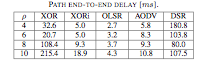 PATH END-TO-END DELAY [ms].
ρ XOR XORi OLSR AODV DSR
4 32.6 5.0 2.7 5.8 180.8
6 20.7 5.0 3.2 8.3 103.8
8 108.4 9.3 3.7 9.3 80.0
10 215.4 18.9 4.3 10.8 107.5